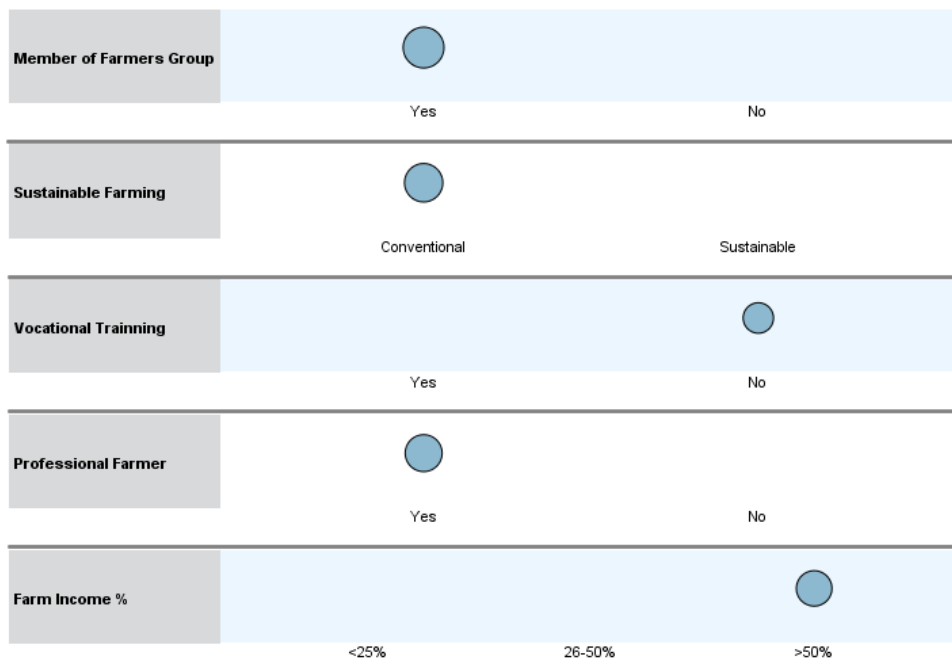 Member of Farmers Group
Yes No
Sustainable Farming
Conventional Sustainable
Vocational Trainning
Yes No
Professional Farmer
Yes No
Farm Income %
<25% 26-50% >50%